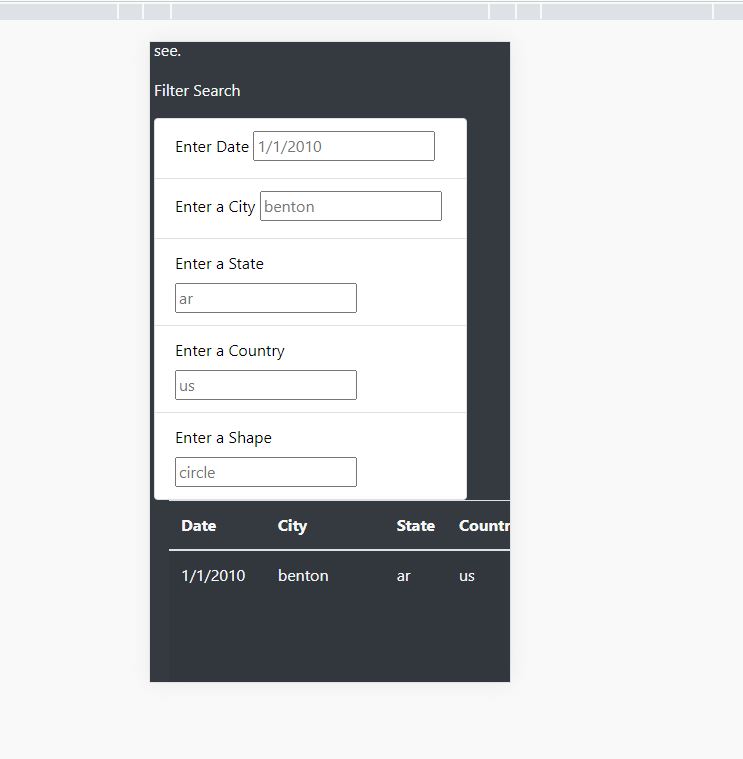 see.
Filter Search
Enter Date 1/1/2010
Enter a City benton
Enter a State
ar
Enter a Country
us
Enter a Shape
circle
Date City State Countr
1/1/2010 benton ar us